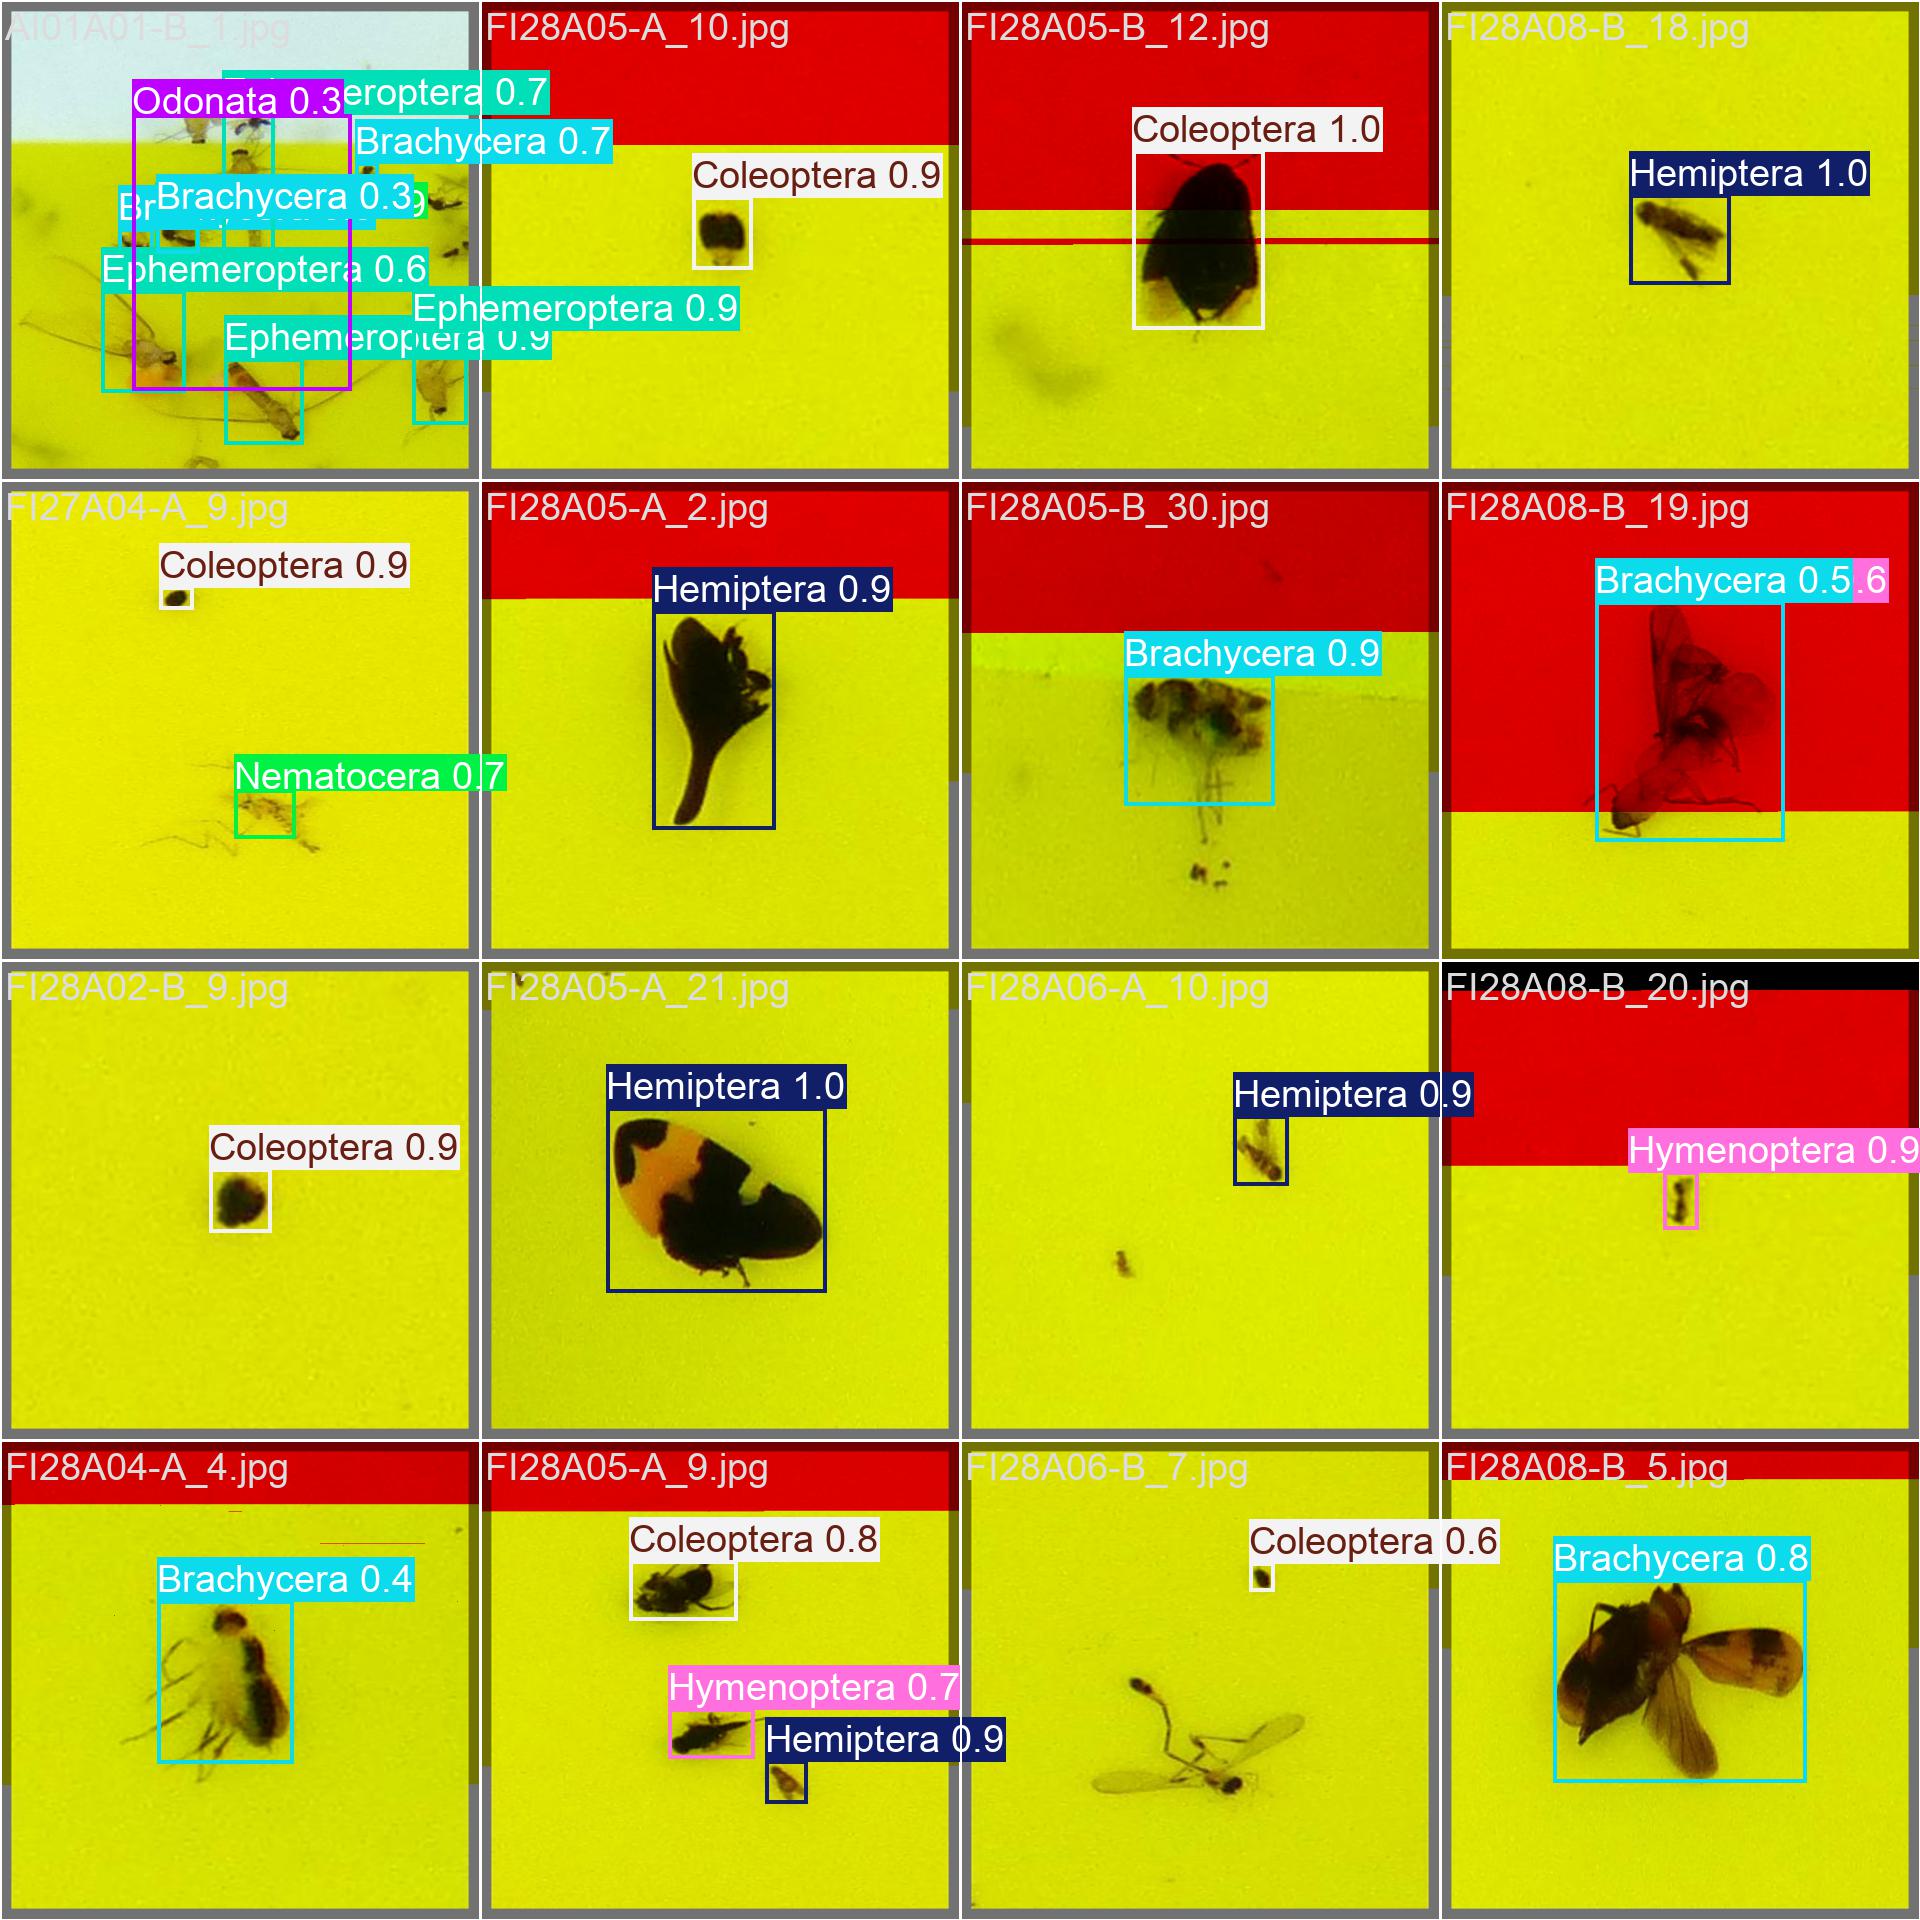 AI01A01-B_1.jpg
Odonata 0.3
eroptera 0.7
Brachycera 0.7
Br
Brachycera 0.3
9
Ephemeroptera 0.6
Ephemeroptera 0.9
Ephemeroptera 0.9
FI28A05-A_10.jpg
Coleoptera 0.9
FI28A05-B_12.jpg
Coleoptera 1.0
FI28A08-B_18.jpg
Hemiptera 1.0
FI27A04-A_9.jpg
Coleoptera 0.9
Nematocera 0.7
FI28A05-A_2.jpg
Hemiptera 0.9
FI28A05-B_30.jpg
Brachycera 0.9
FI28A08-B_19.jpg
Brachycera 0.5
.6
FI28A02-B_9.jpg
Coleoptera 0.9
FI28A05-A_21.jpg
Hemiptera 1.0
FI28A06-A_10.jpg
Hemiptera 0.9
FI28A08-B_20.jpg
Hymenoptera 0.9
FI28A04-A_4.jpg
Brachycera 0.4
FI28A05-A_9.jpg
Coleoptera 0.8
Hymenoptera 0.7
Hemiptera 0.9
FI28A06-B_7.jpg
Coleoptera 0.6
FI28A08-B_5.jpg
Brachycera 0.8